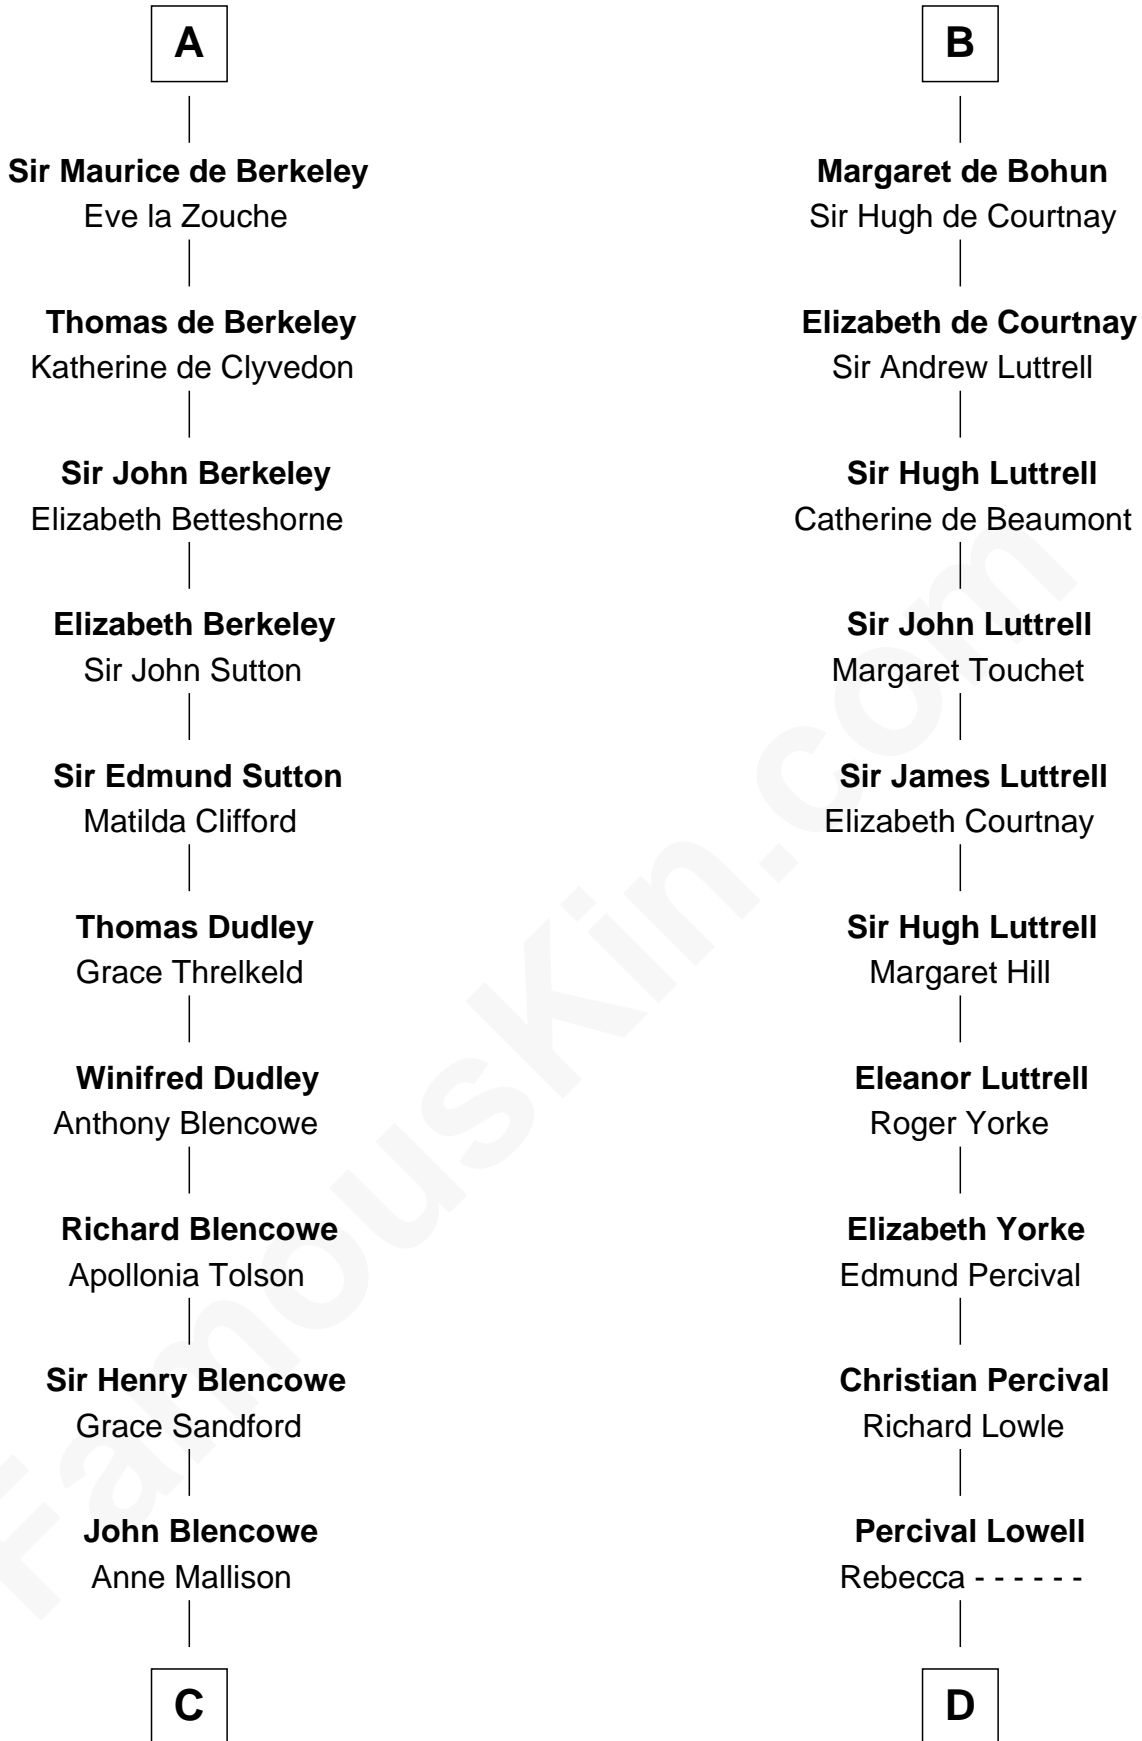 A
Sir Maurice de Berkeley
Eve la Zouche
Thomas de Berkeley
Katherine de Clyvedon
Sir John Berkeley
Elizabeth Betteshorne
Elizabeth Berkeley
Sir John Sutton
Sir Edmund Sutton
Matilda Clifford
Thomas Dudley
Grace Threlkeld
Winifred Dudley
Anthony Blencowe
Richard Blencowe
Apollonia Tolson
Sir Henry Blencowe
Grace Sandford
John Blencowe
Anne Mallison
C
B
Margaret de Bohun
Sir Hugh de Courtnay
Elizabeth de Courtnay
Sir Andrew Luttrell
Sir Hugh Luttrell
Catherine de Beaumont
Sir John Luttrell
Margaret Touchet
Sir James Luttrell
Elizabeth Courtnay
Sir Hugh Luttrell
Margaret Hill
Eleanor Luttrell
Roger Yorke
Elizabeth Yorke
Edmund Percival
Christian Percival
Richard Lowle
Percival Lowell
Rebecca - - - - - -
D
FamousKin.com